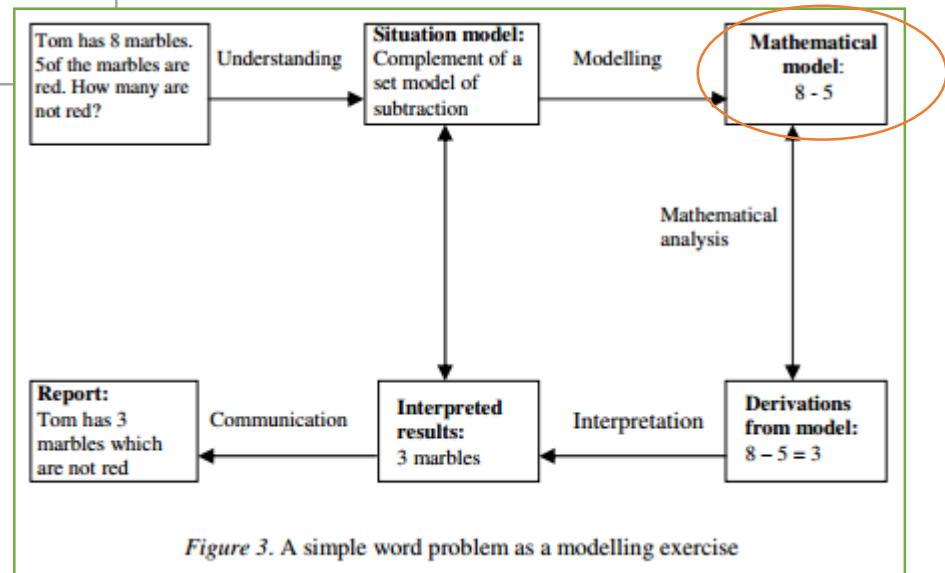 Tom has 8 marbles.
5of the marbles are
red. How many are
not red?
Understanding
Situation model:
Complement of a
set model of
subtraction
Modelling
Mathematical
model:
8 - 5
Mathematical
analysis
Report:
Tom has 3
marbles which
are not red
Communication
Interpreted
results:
3 marbles
Interpretation
Derivations
from model:
8 – 5 = 3
Figure 3. A simple word problem as a modelling exercise